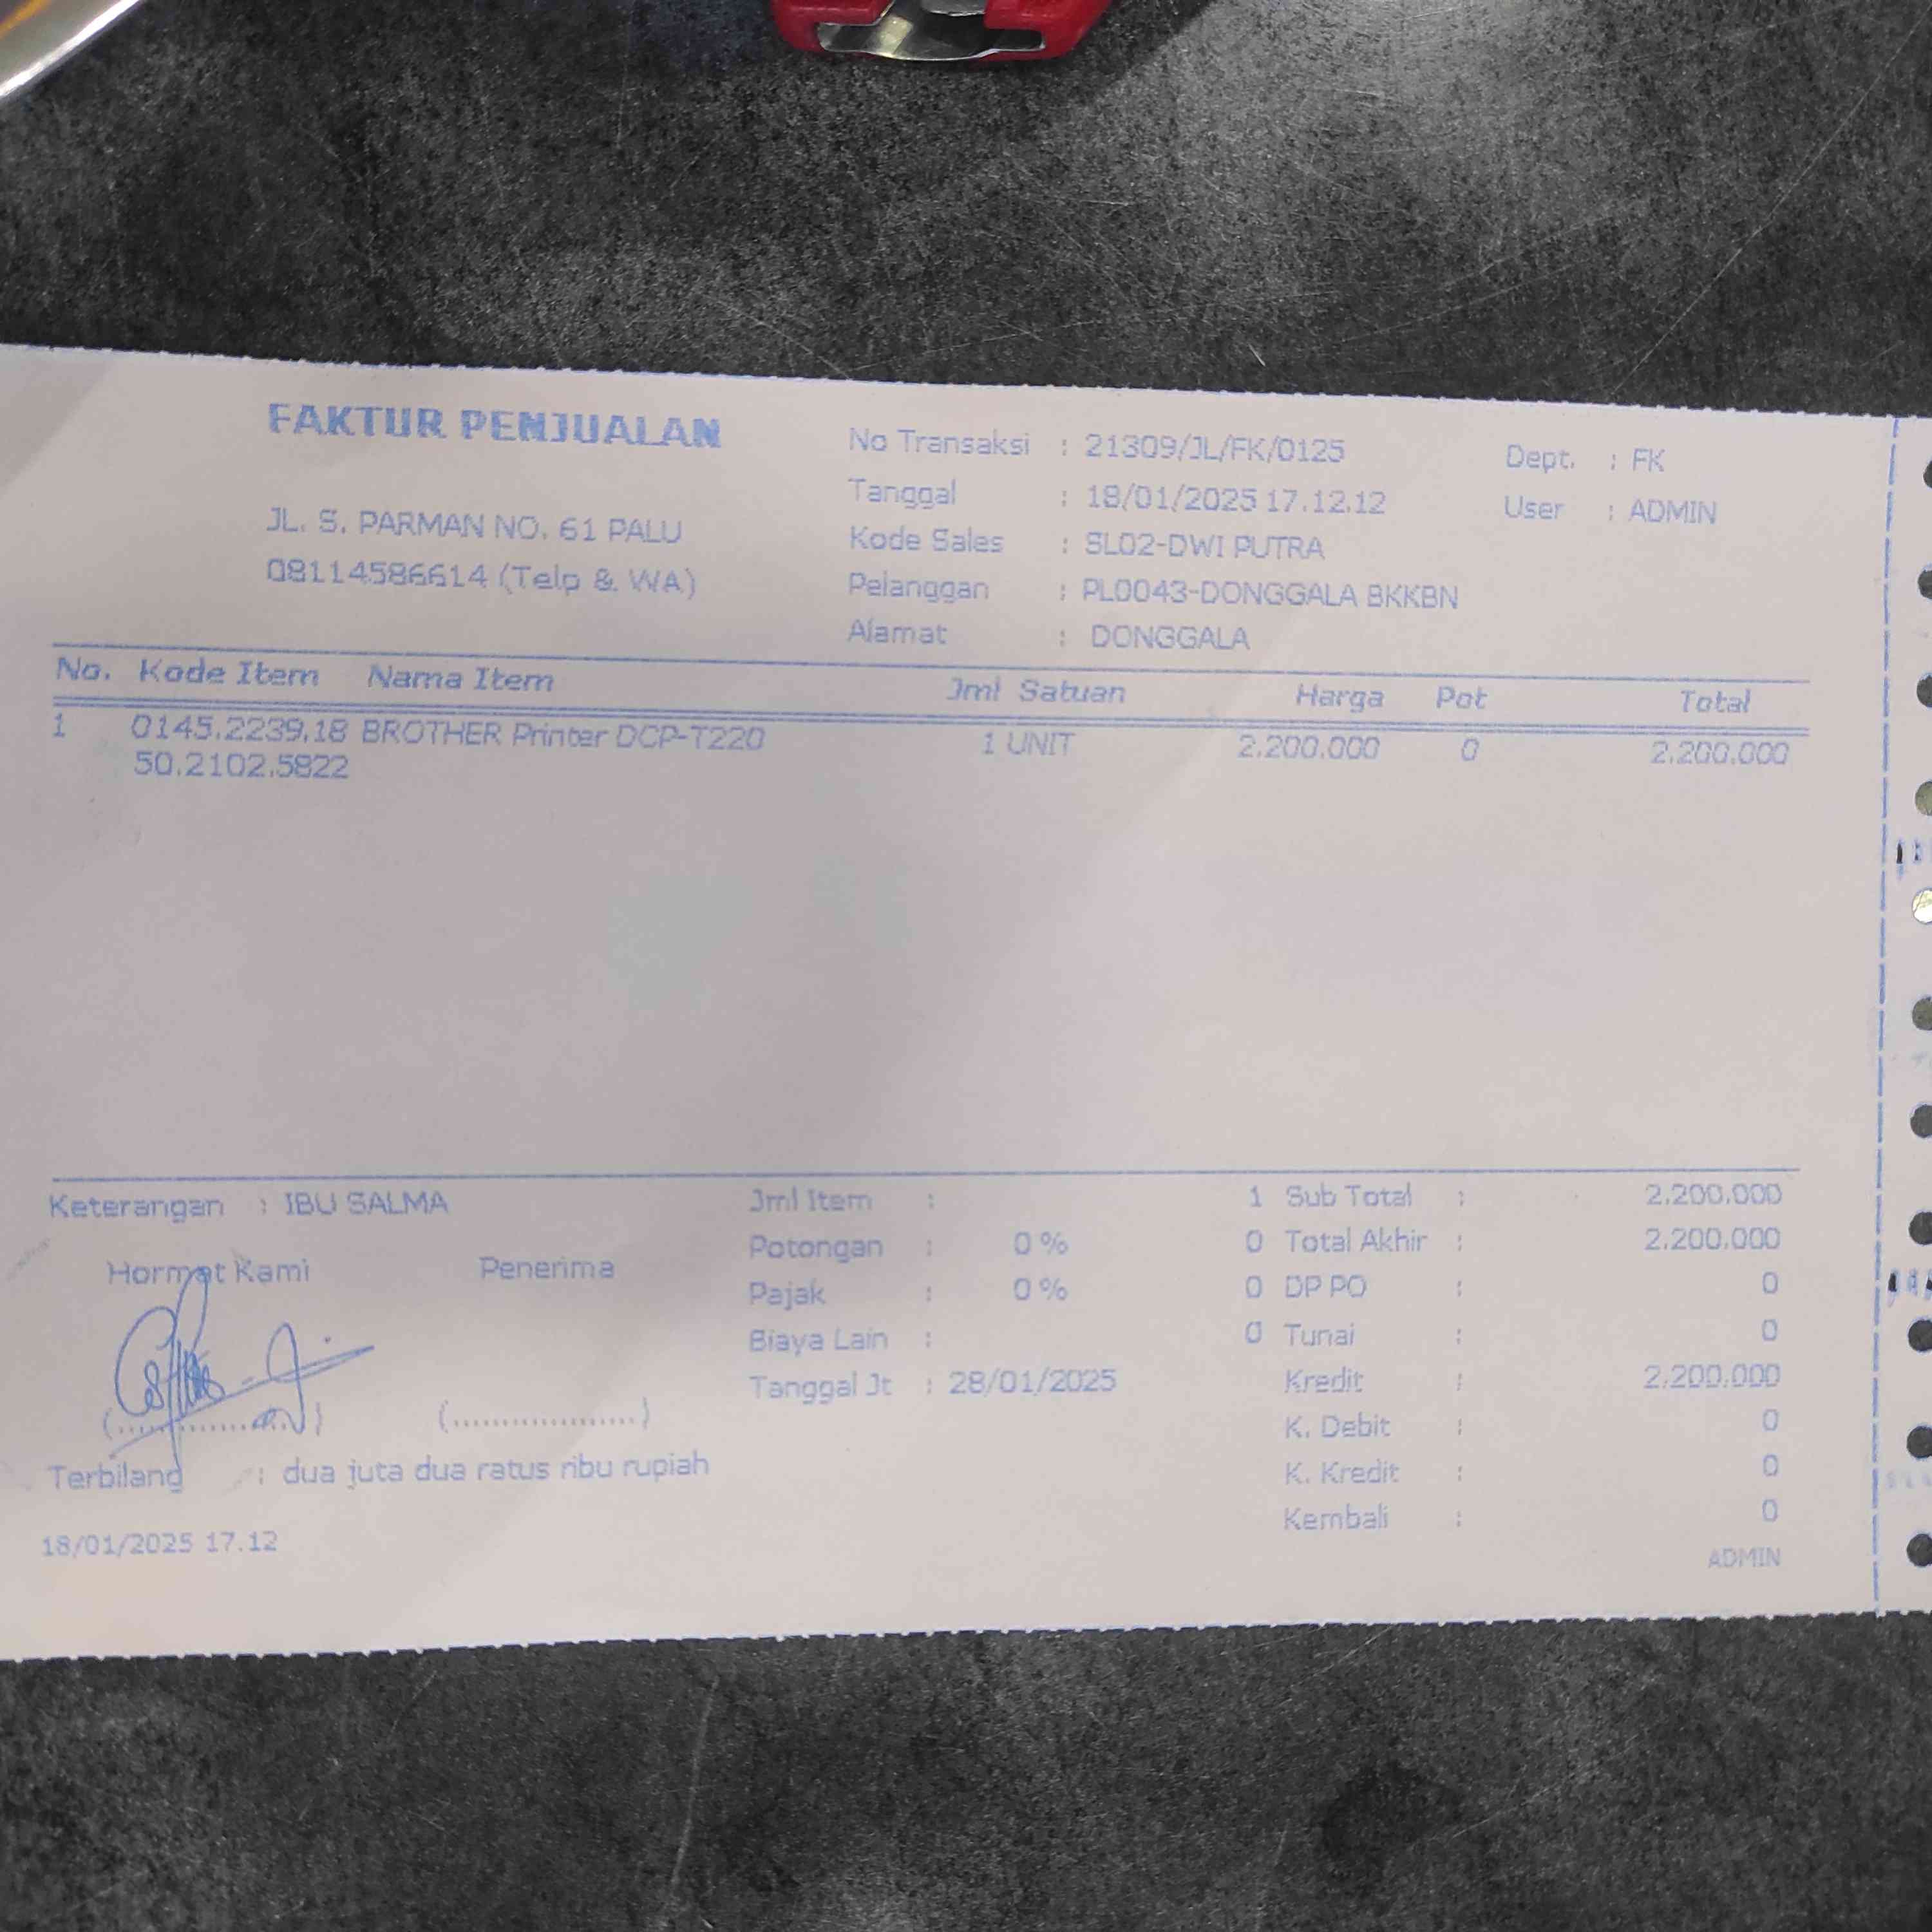 FAKTUR PENJUALAN
JL. S. PARMAN NO. 61 PALU
08114586614 (Telp & WA)
No Transaksi : 21309/JL/FK/0125
Tanggal : 18/01/2025 17.12.12
Kode Sales : SL02-DWI PUTRA
Pelanggan : PL0043-DONGGALA BKKBN
Alamat : DONGGALA
Dept. : FK
User : ADMIN
No. Kode Item Nama Item Jml Satuan Harga Pot Total
1 0145.2239.18 BROTHER Printer DCP-T220 1 UNIT 2.200.000 0 2.200.000
50.2102.5822
Keterangan : IBU SALMA
Hormat Kami Penerima
(....................) (....................)
Terbilang : dua juta dua ratus ribu rupiah
18/01/2025 17.12
Jml Item : 1
Potongan : 0 % 0
Pajak : 0 % 0
Biaya Lain : 0
Tanggal Jt : 28/01/2025
Sub Total : 2.200.000
Total Akhir : 2.200.000
DP PO : 0
Tunai : 0
Kredit : 2.200.000
K. Debit : 0
K. Kredit : 0
Kembali : 0
ADMIN